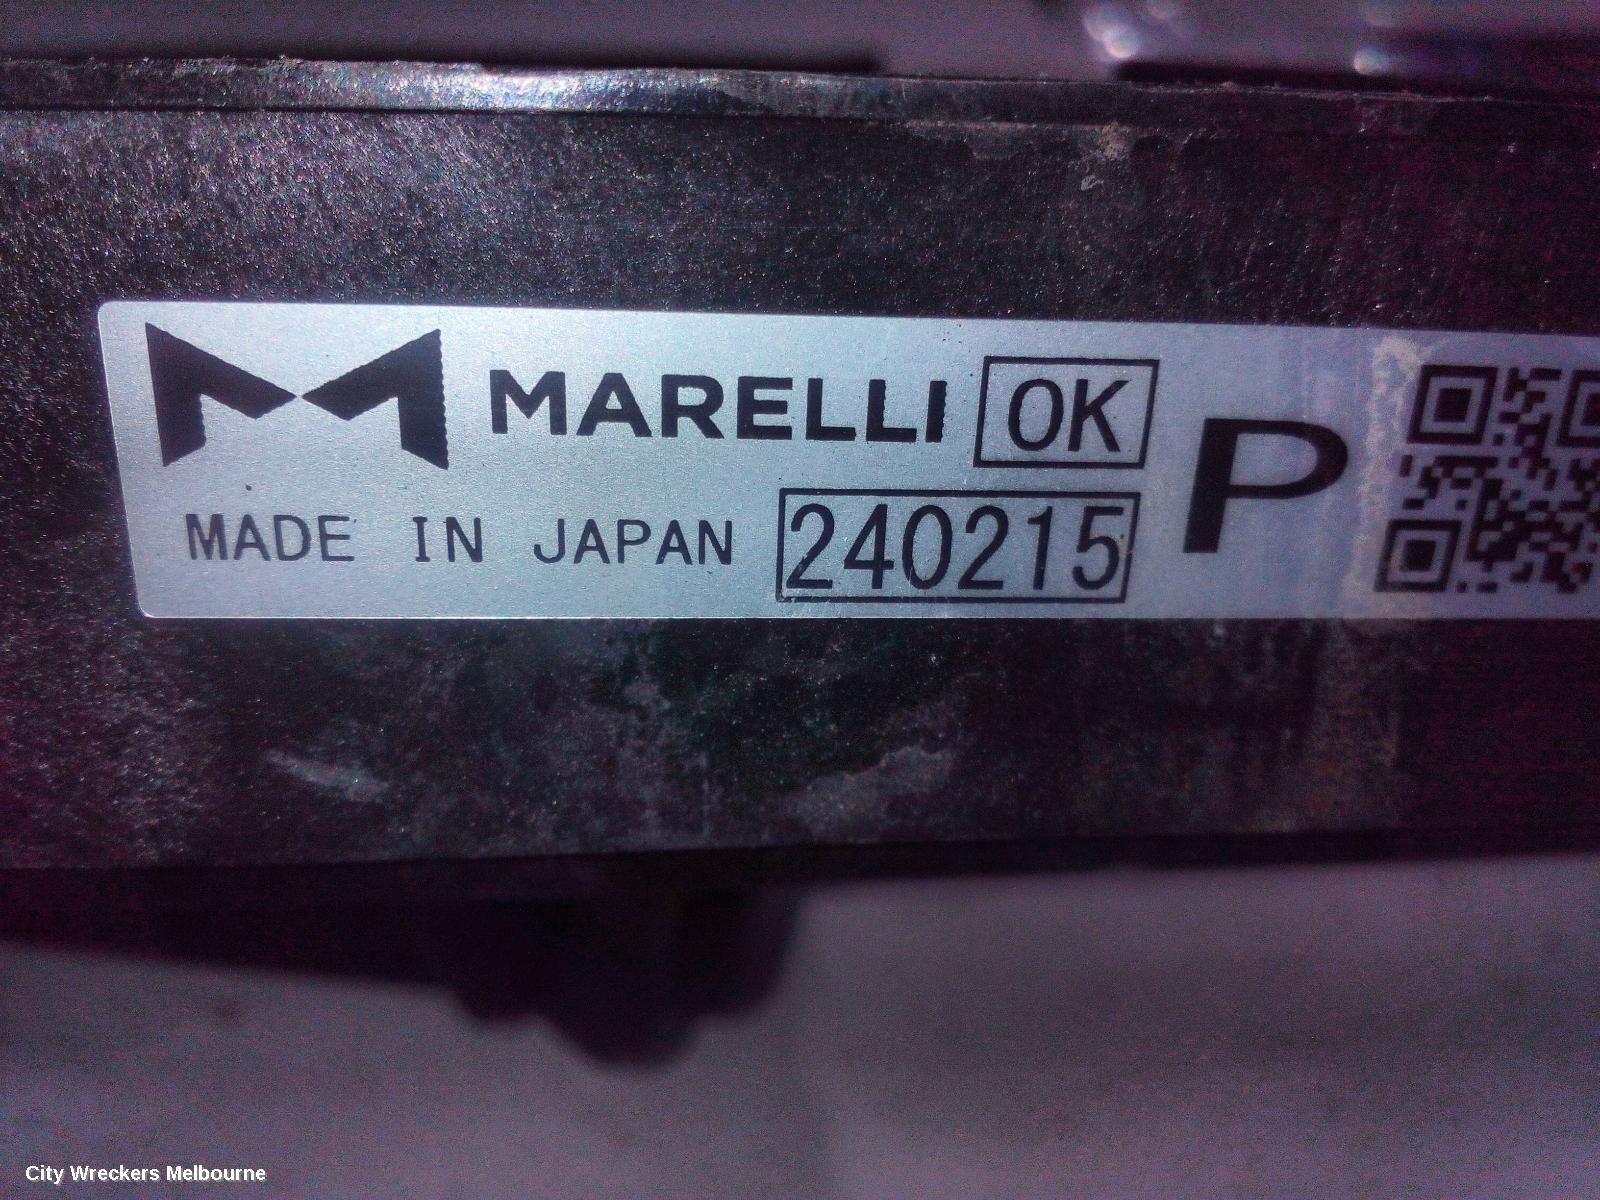 MARELLI OK
MADE IN JAPAN 240215 P
City Wreckers Melbourne